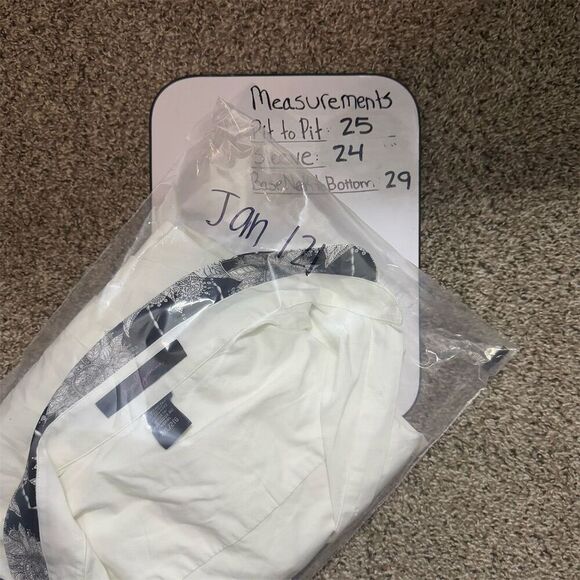 Measurements
Pit to Pit: 25
Sleeve: 24
Base Neck Bottom: 29
Jan 12